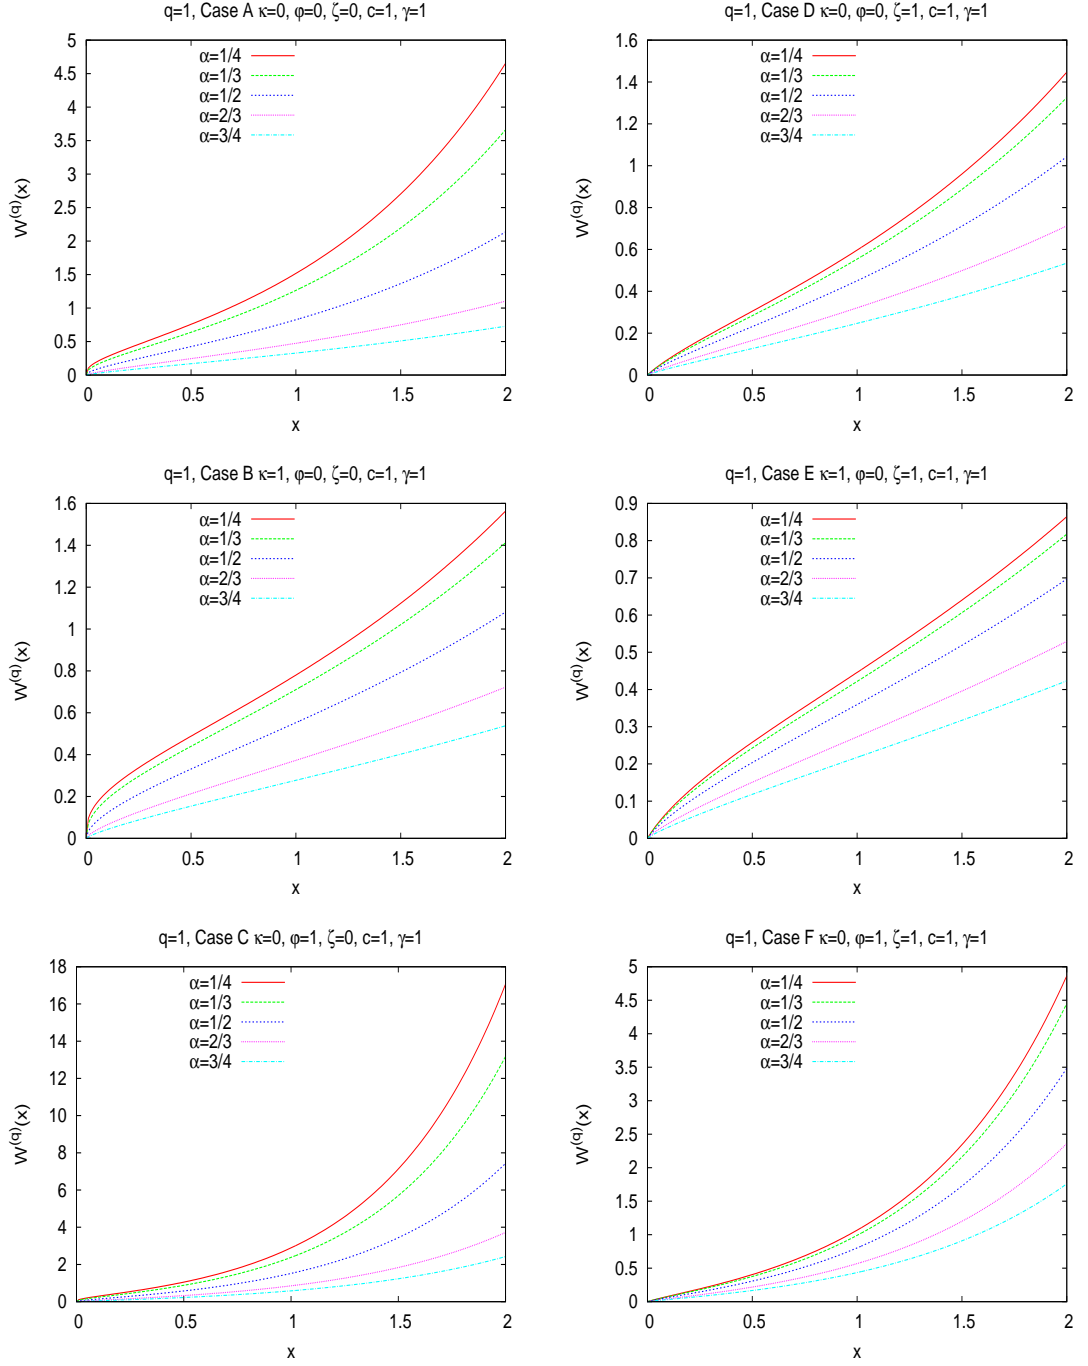 q=1, Case A κ=0, φ=0, ζ=0, c=1, γ=1
W(q)(x)
5
4.5
4
3.5
3
2.5
2
1.5
1
0.5
0
α=1/4
α=1/3
α=1/2
α=2/3
α=3/4
0 0.5 1 1.5 2
x
q=1, Case D κ=0, φ=0, ζ=1, c=1, γ=1
W(q)(x)
1.6
1.4
1.2
1
0.8
0.6
0.4
0.2
0
α=1/4
α=1/3
α=1/2
α=2/3
α=3/4
0 0.5 1 1.5 2
x
q=1, Case B κ=1, φ=0, ζ=0, c=1, γ=1
W(q)(x)
1.6
1.4
1.2
1
0.8
0.6
0.4
0.2
0
α=1/4
α=1/3
α=1/2
α=2/3
α=3/4
0 0.5 1 1.5 2
x
q=1, Case E κ=1, φ=0, ζ=1, c=1, γ=1
W(q)(x)
0.9
0.8
0.7
0.6
0.5
0.4
0.3
0.2
0.1
0
α=1/4
α=1/3
α=1/2
α=2/3
α=3/4
0 0.5 1 1.5 2
x
q=1, Case C κ=0, φ=1, ζ=0, c=1, γ=1
W(q)(x)
18
16
14
12
10
8
6
4
2
0
α=1/4
α=1/3
α=1/2
α=2/3
α=3/4
0 0.5 1 1.5 2
x
q=1, Case F κ=0, φ=1, ζ=1, c=1, γ=1
W(q)(x)
5
4.5
4
3.5
3
2.5
2
1.5
1
0.5
0
α=1/4
α=1/3
α=1/2
α=2/3
α=3/4
0 0.5 1 1.5 2
x